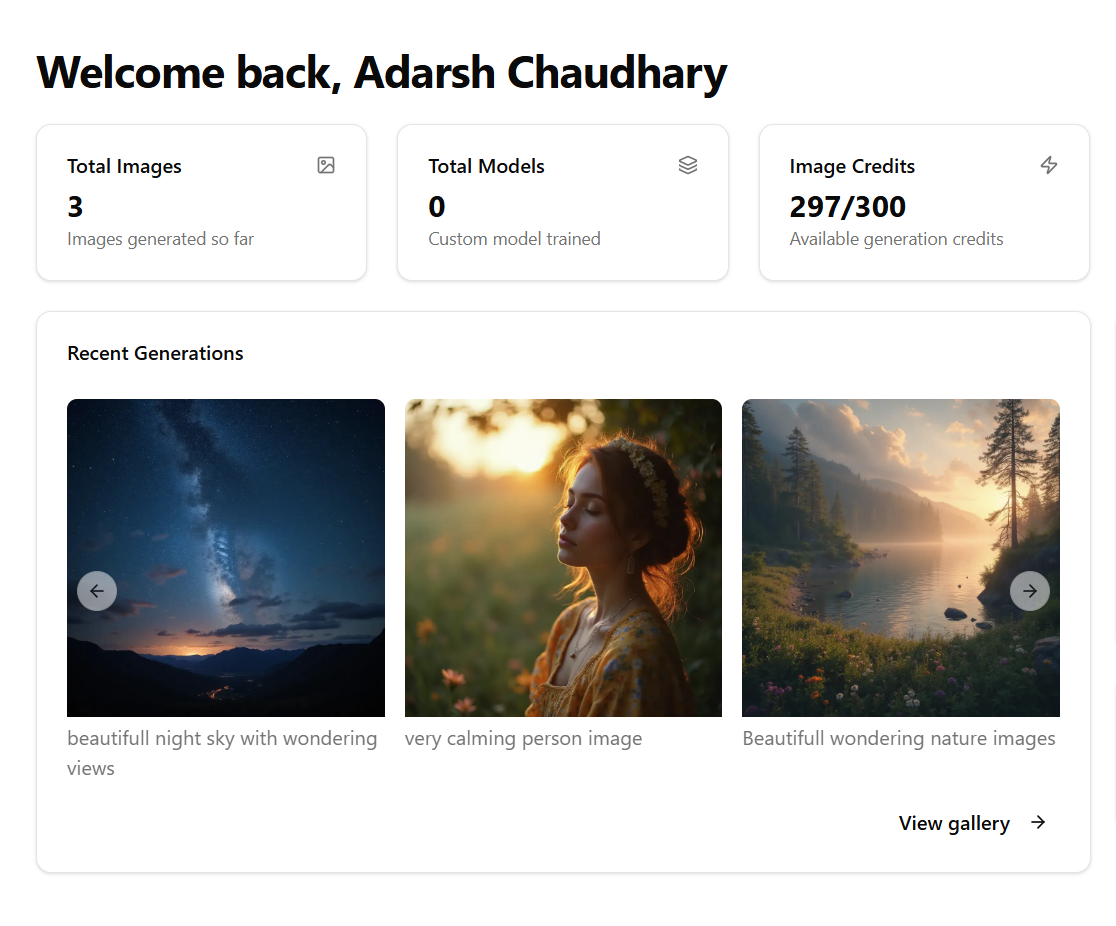 Welcome back, Adarsh Chaudhary
Total Images
3
Images generated so far
Total Models
0
Custom model trained
Image Credits
297/300
Available generation credits
Recent Generations
beautifull night sky with wondering
views
very calming person image
Beautifull wondering nature images
View gallery